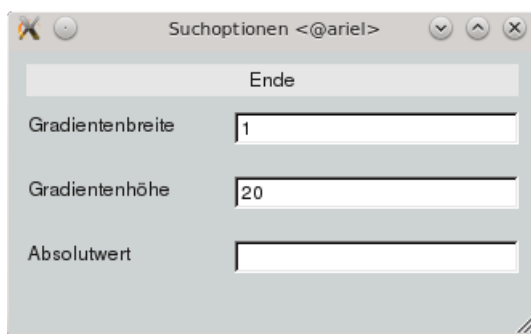 Suchoptionen <@ariel>
Ende
Gradientenbreite 1
Gradientenhöhe 20
Absolutwert